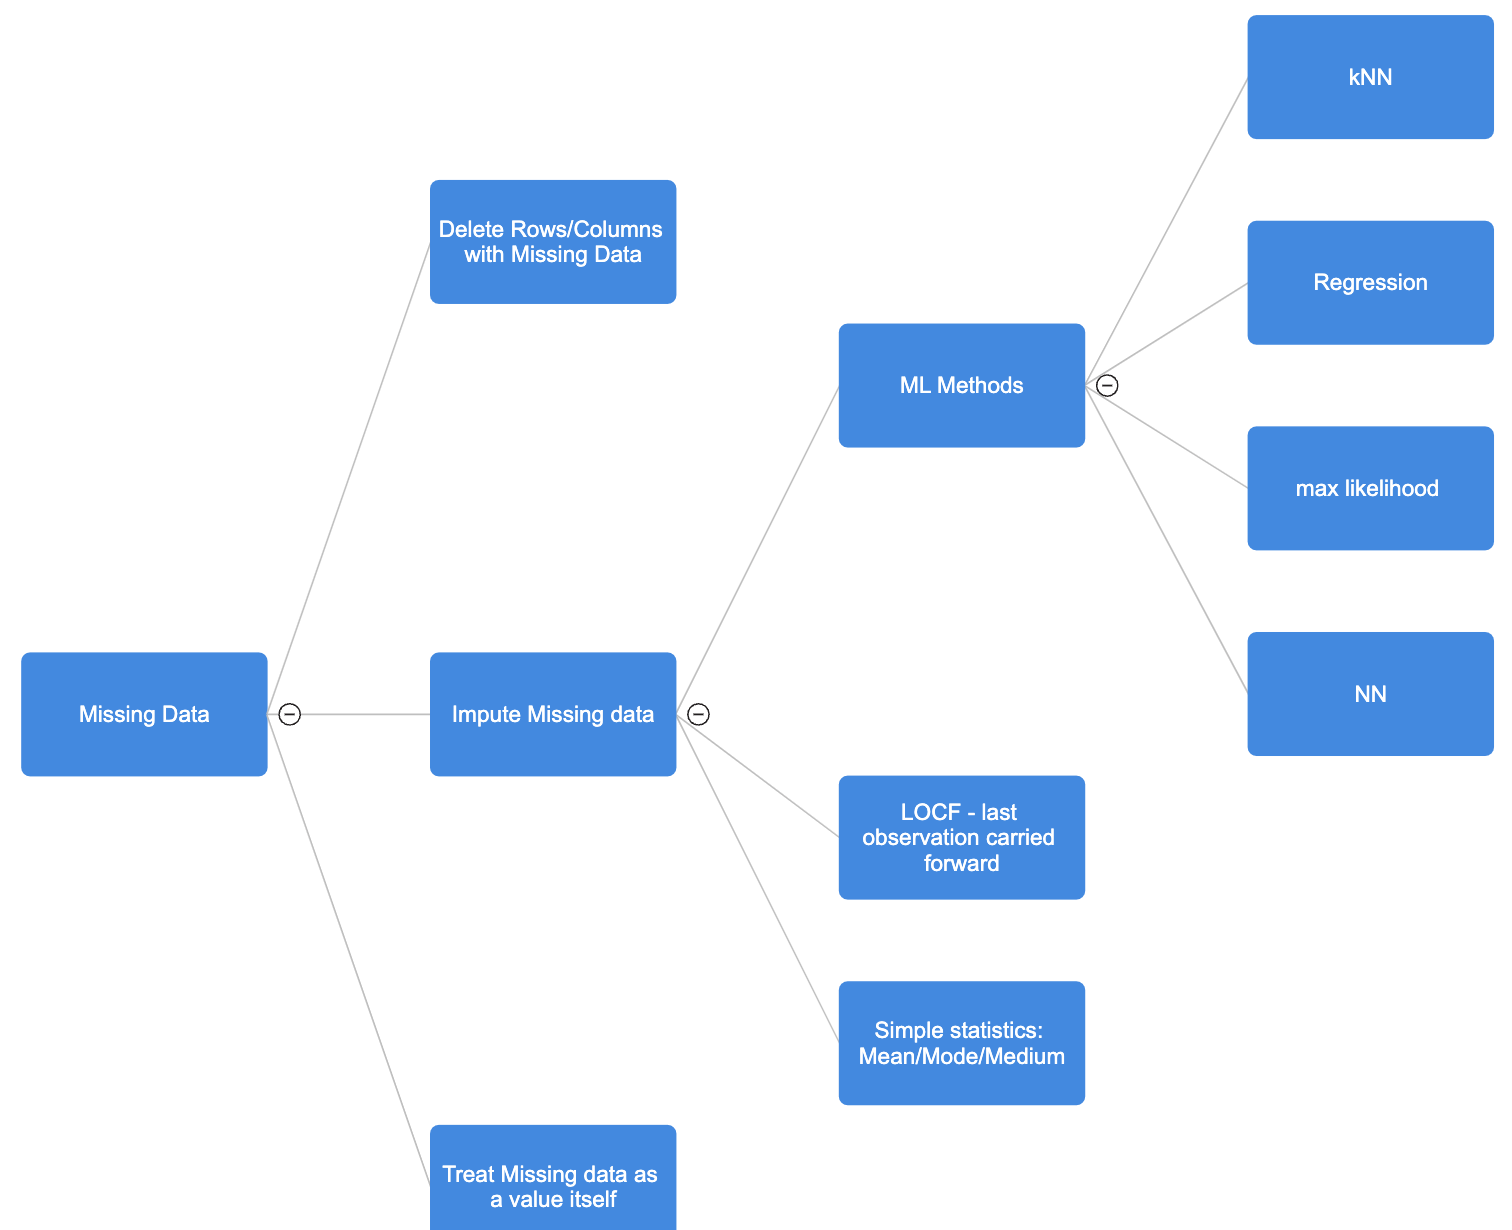 kNN
Delete Rows/Columns
with Missing Data
Regression
ML Methods
max likelihood
Missing Data
Impute Missing data
NN
LOCF - last
observation carried
forward
Simple statistics:
Mean/Mode/Medium
Treat Missing data as
a value itself